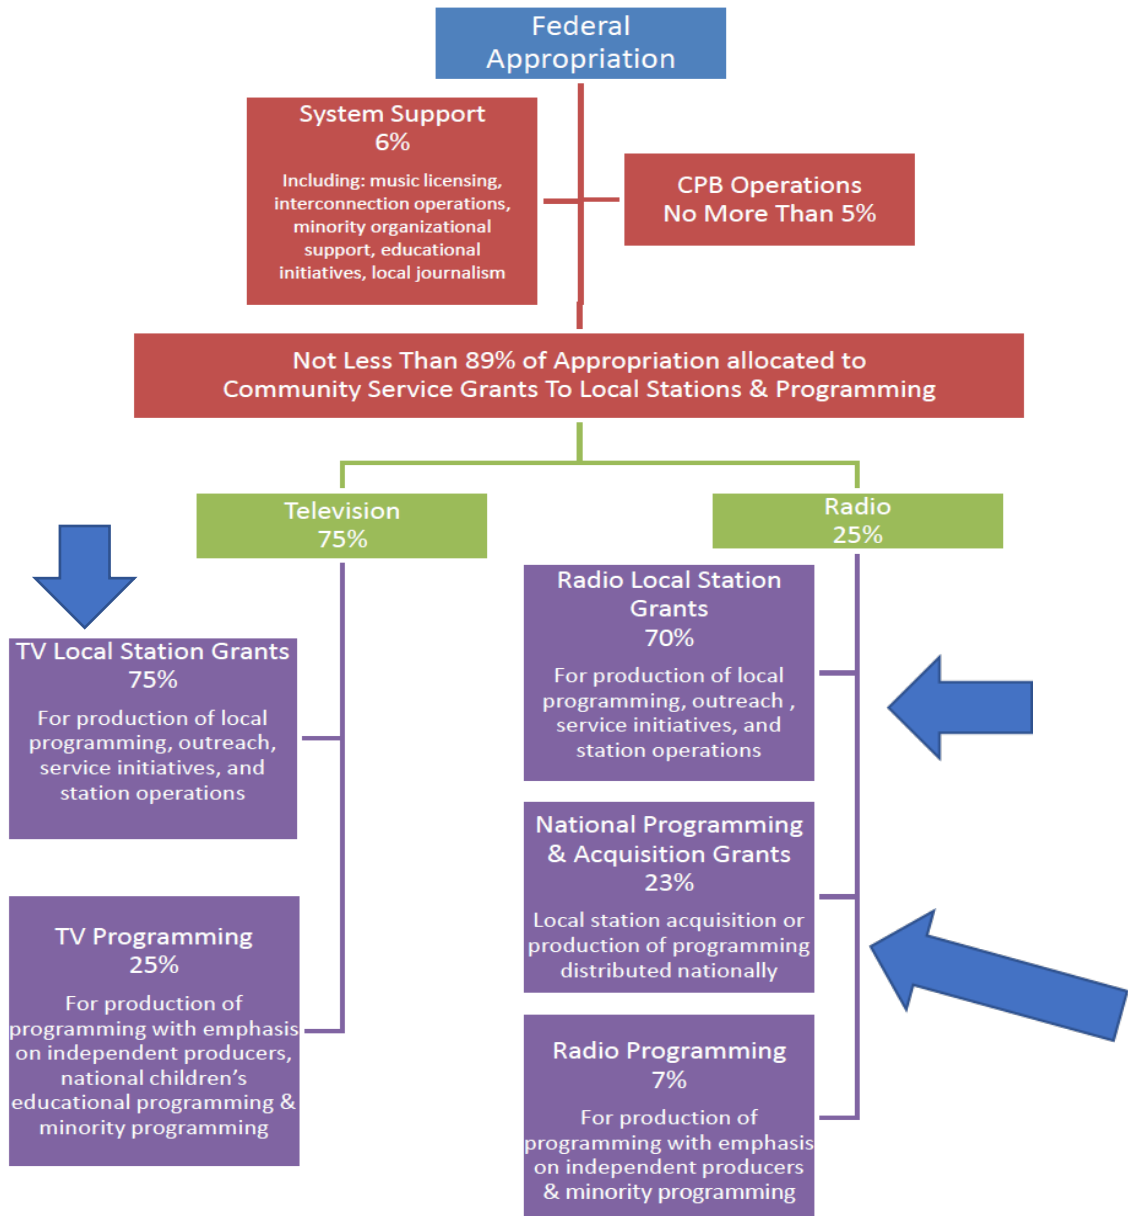 Federal
Appropriation
System Support
6%
Including: music licensing,
interconnection operations,
minority organizational
support, educational
initiatives, local journalism
CPB Operations
No More Than 5%
Not Less Than 89% of Appropriation allocated to
Community Service Grants To Local Stations & Programming
Television
75%
Radio
25%
TV Local Station Grants
75%
For production of local
programming, outreach,
service initiatives, and
station operations
TV Programming
25%
For production of
programming with emphasis
on independent producers,
national children’s
educational programming &
minority programming
Radio Local Station
Grants
70%
For production of local
programming, outreach ,
service initiatives, and
station operations
National Programming
& Acquisition Grants
23%
Local station acquisition or
production of programming
distributed nationally
Radio Programming
7%
For production of
programming with emphasis
on independent producers
& minority programming